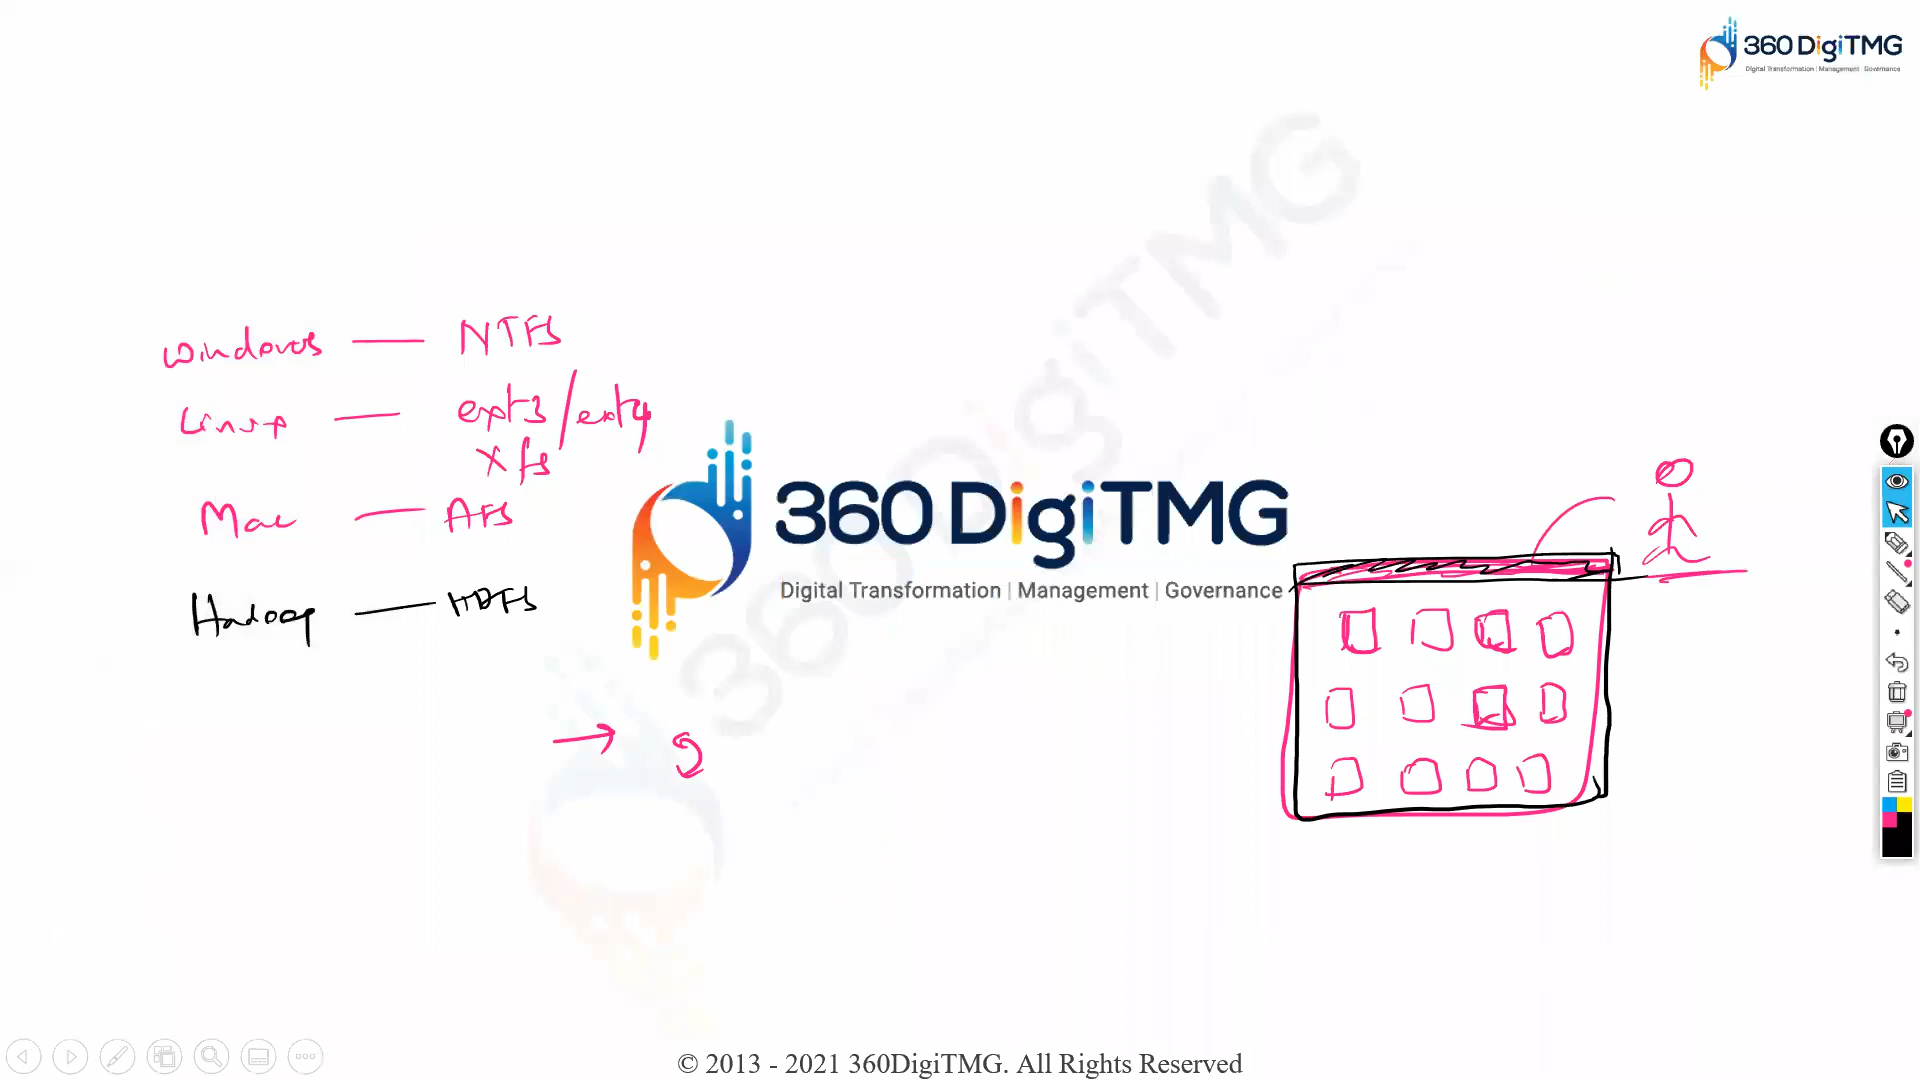 360 DigiTMG
Digital Transformation | Management | Governance
360DigiTMG
Windows — NTFS
Linux — ext3/ext4
xfs
Mac — AFS
360 DigiTMG
Digital Transformation | Management | Governance
Hadoop — HDFS
→
© 2013 - 2021 360DigiTMG. All Rights Reserved